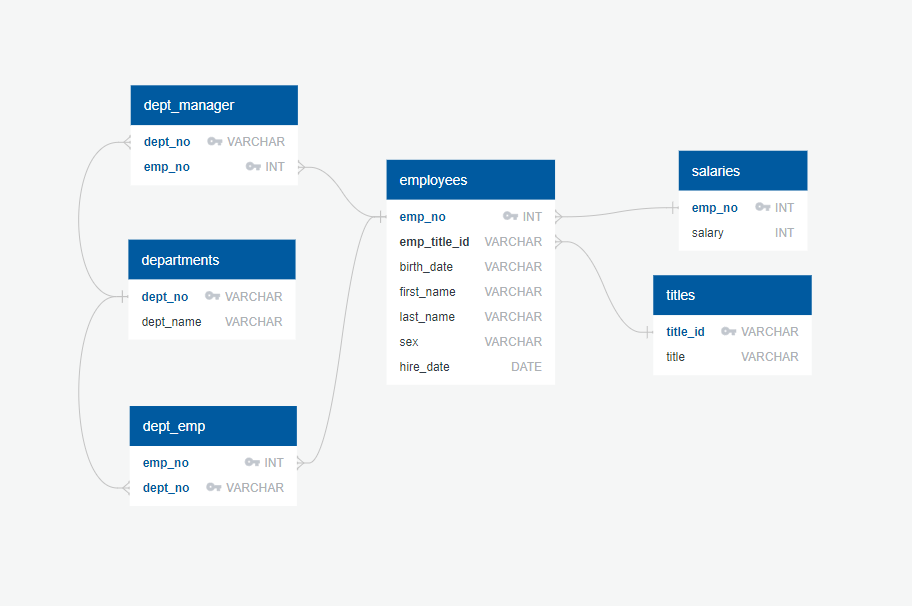 dept_manager
dept_no VARCHAR
emp_no INT
departments
dept_no VARCHAR
dept_name VARCHAR
dept_emp
emp_no INT
dept_no VARCHAR
employees
emp_no INT
emp_title_id VARCHAR
birth_date VARCHAR
first_name VARCHAR
last_name VARCHAR
sex VARCHAR
hire_date DATE
salaries
emp_no INT
salary INT
titles
title_id VARCHAR
title VARCHAR